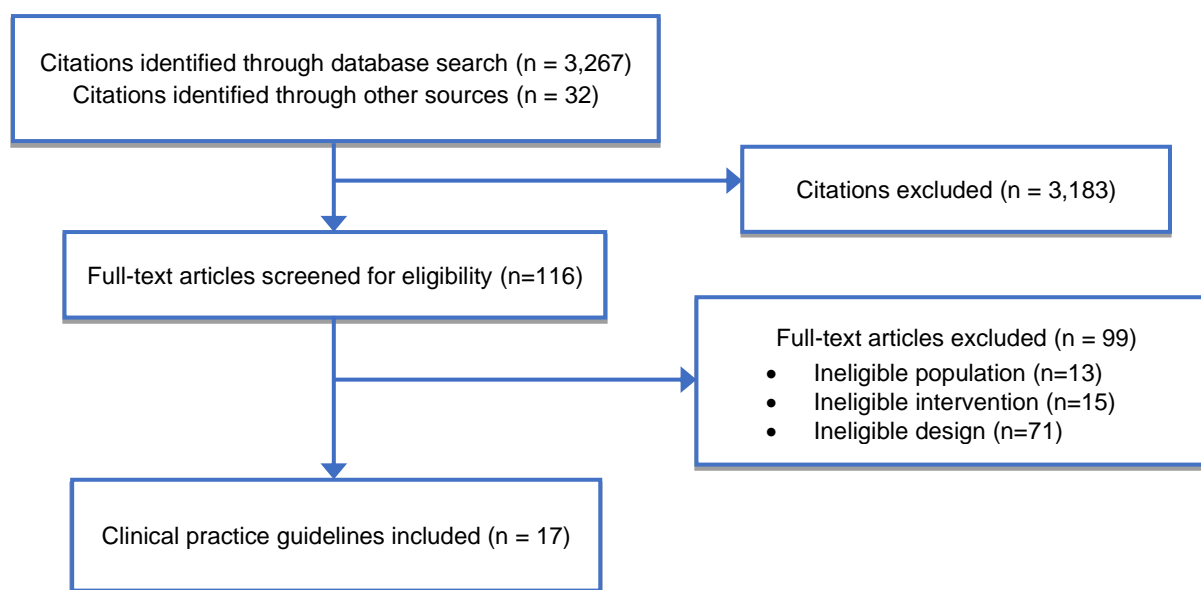 Citations identified through database search (n = 3,267)
Citations identified through other sources (n = 32)
Citations excluded (n = 3,183)
Full-text articles screened for eligibility (n=116)
Full-text articles excluded (n = 99)
• Ineligible population (n=13)
• Ineligible intervention (n=15)
• Ineligible design (n=71)
Clinical practice guidelines included (n = 17)